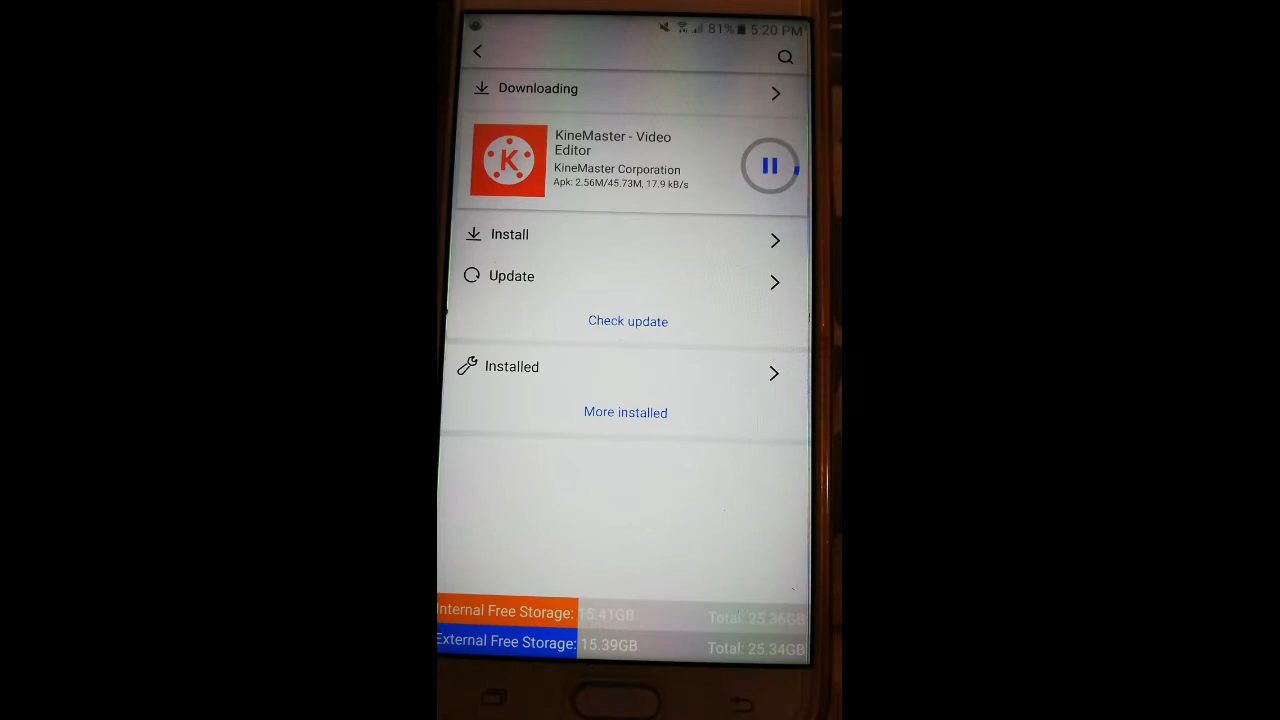 81% 5:20 PM
Downloading
KineMaster - Video
Editor
KineMaster Corporation
Apk: 2.56M/45.73M, 17.9 kB/s
K
Install
Update
Check update
Installed
More installed
Internal Free Storage: 15.41GB Total: 25.36GB
External Free Storage: 15.39GB Total: 25.34GB